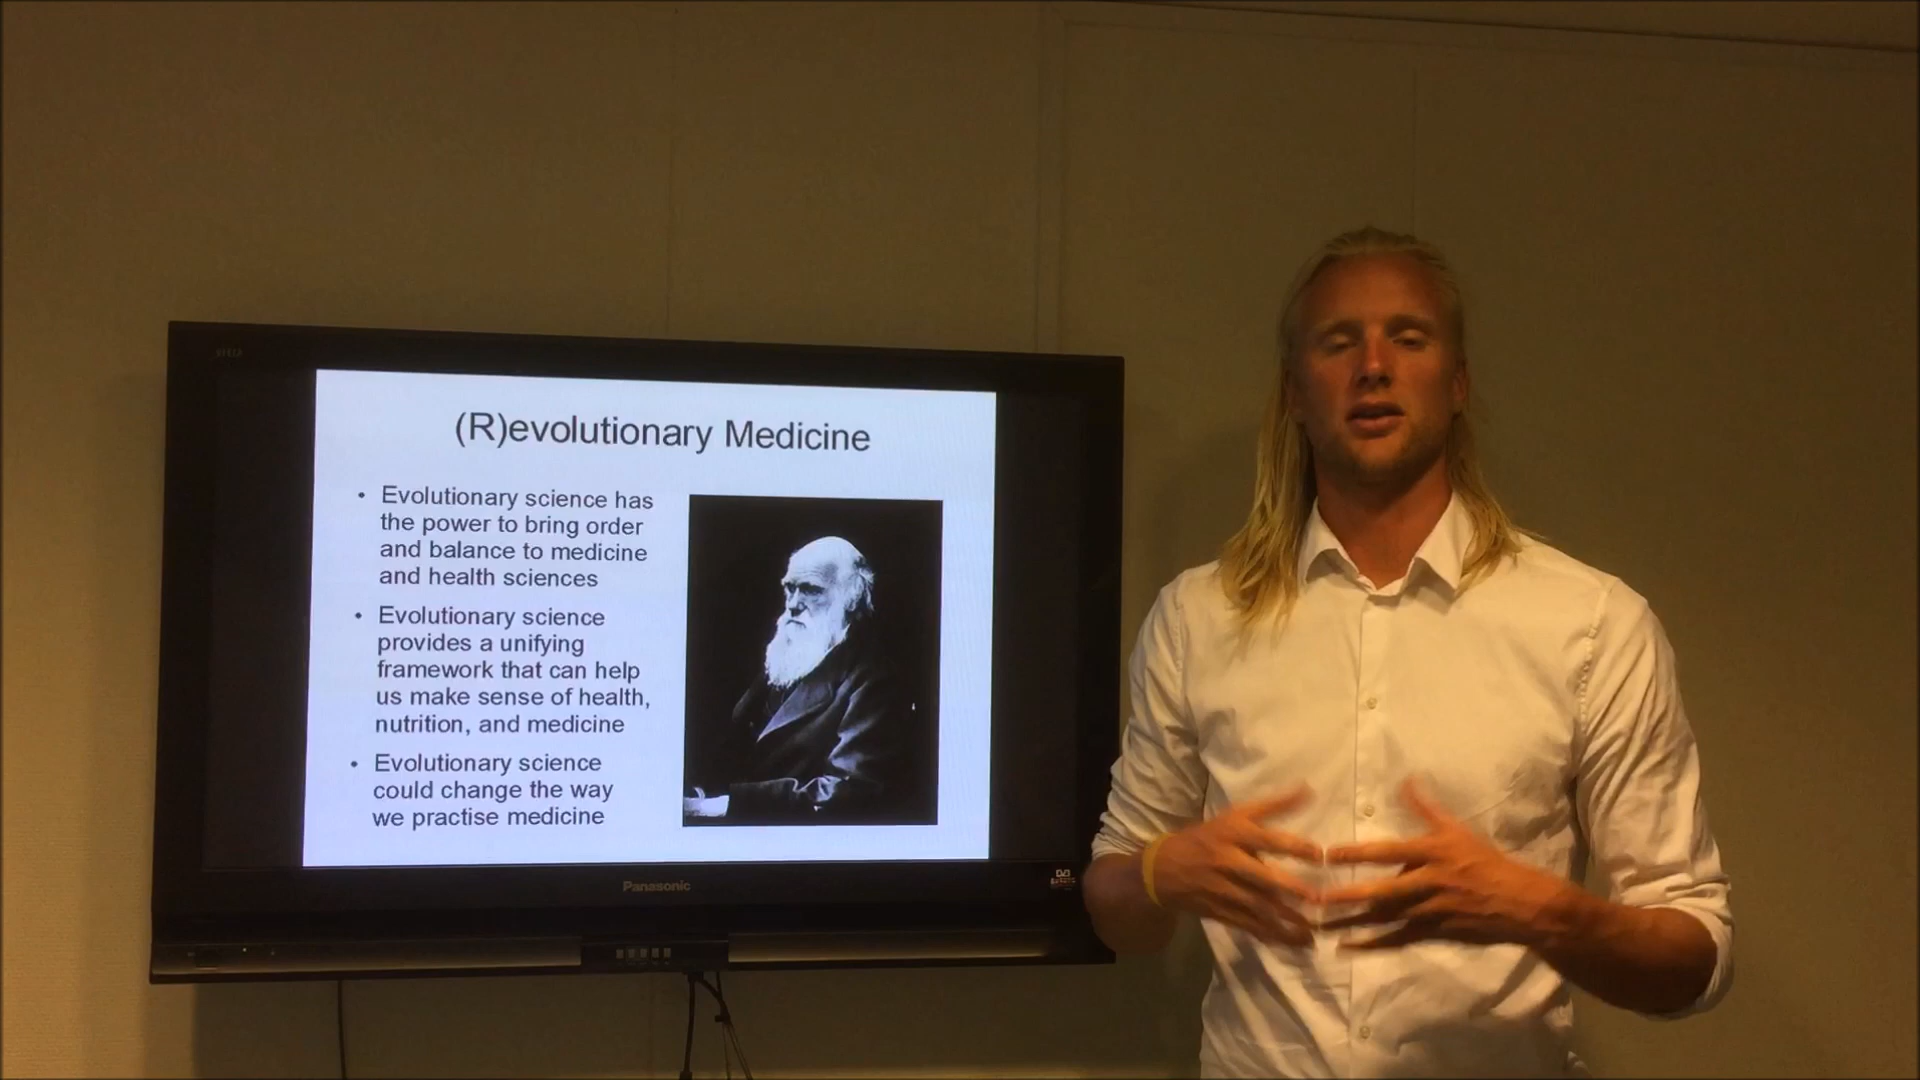 (R)evolutionary Medicine
• Evolutionary science has
the power to bring order
and balance to medicine
and health sciences
• Evolutionary science
provides a unifying
framework that can help
us make sense of health,
nutrition, and medicine
• Evolutionary science
could change the way
we practise medicine
Panasonic